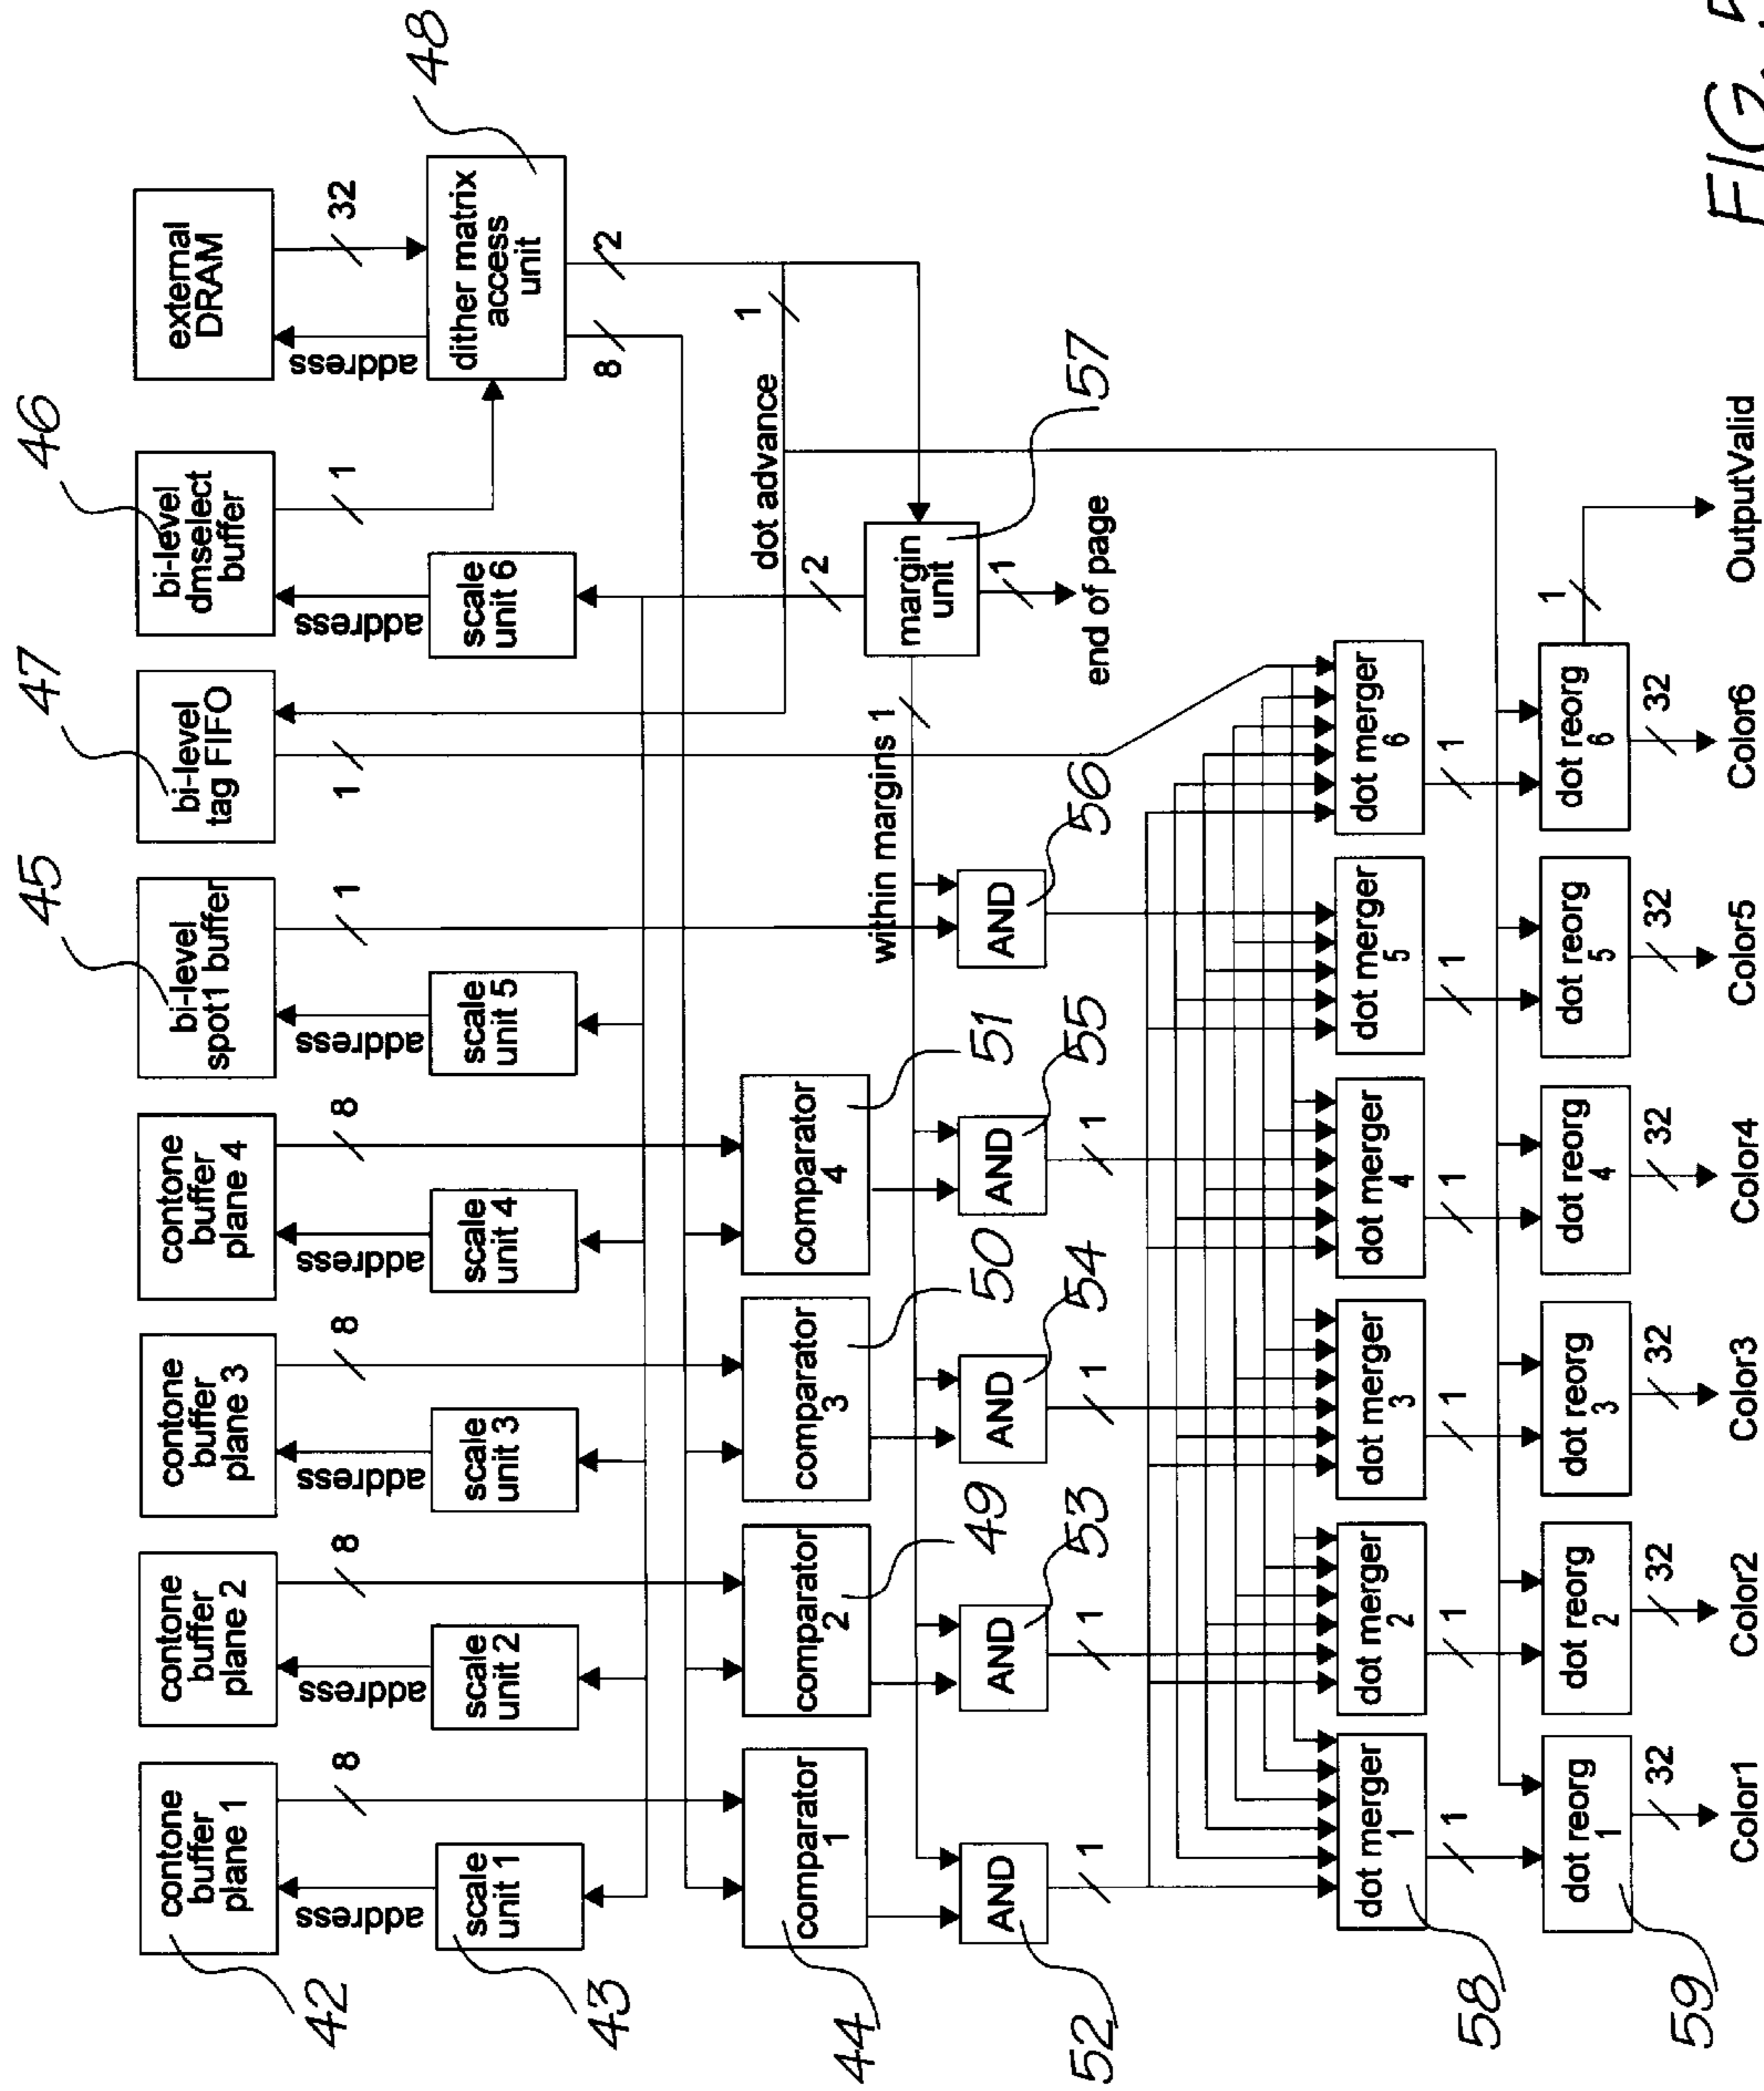 45
47
46
contone
buffer
plane 1
contone
buffer
plane 2
contone
buffer
plane 3
contone
buffer
plane 4
bi-level
spot1 buffer
bi-level
tag FIFO
bi-level
dmselect
buffer
external
DRAM
42
address
8
address
8
address
8
address
8
address
1
1
address
1
address
32
48
43
scale
unit 1
scale
unit 2
scale
unit 3
scale
unit 4
scale
unit 5
scale
unit 6
dither matrix
access
unit
8
2
44
comparator
1
comparator
2
comparator
3
comparator
4
49
50
51
dot advance
1
2
within margins
1
margin
unit
57
1
end of page
52
AND
AND
AND
AND
AND
53
54
55
56
1
1
1
1
58
dot merger
1
dot merger
2
dot merger
3
dot merger
4
dot merger
5
dot merger
6
1
1
1
1
1
1
59
dot reorg
1
dot reorg
2
dot reorg
3
dot reorg
4
dot reorg
5
dot reorg
6
32
32
32
32
32
32
1
Color1
Color2
Color3
Color4
Color5
Color6
OutputValid
FIG. 5